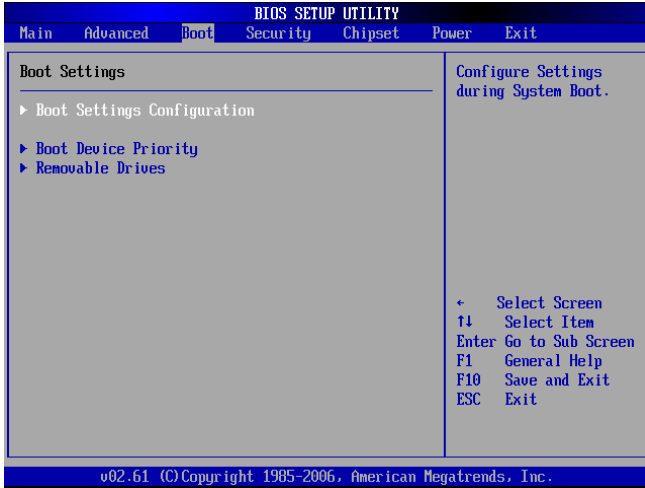 BIOS SETUP UTILITY
Main Advanced Boot Security Chipset Power Exit
Boot Settings
▶ Boot Settings Configuration
▶ Boot Device Priority
▶ Removable Drives
Configure Settings
during System Boot.
← Select Screen
↑↓ Select Item
Enter Go to Sub Screen
F1 General Help
F10 Save and Exit
ESC Exit
v02.61 (C)Copyright 1985-2006, American Megatrends, Inc.